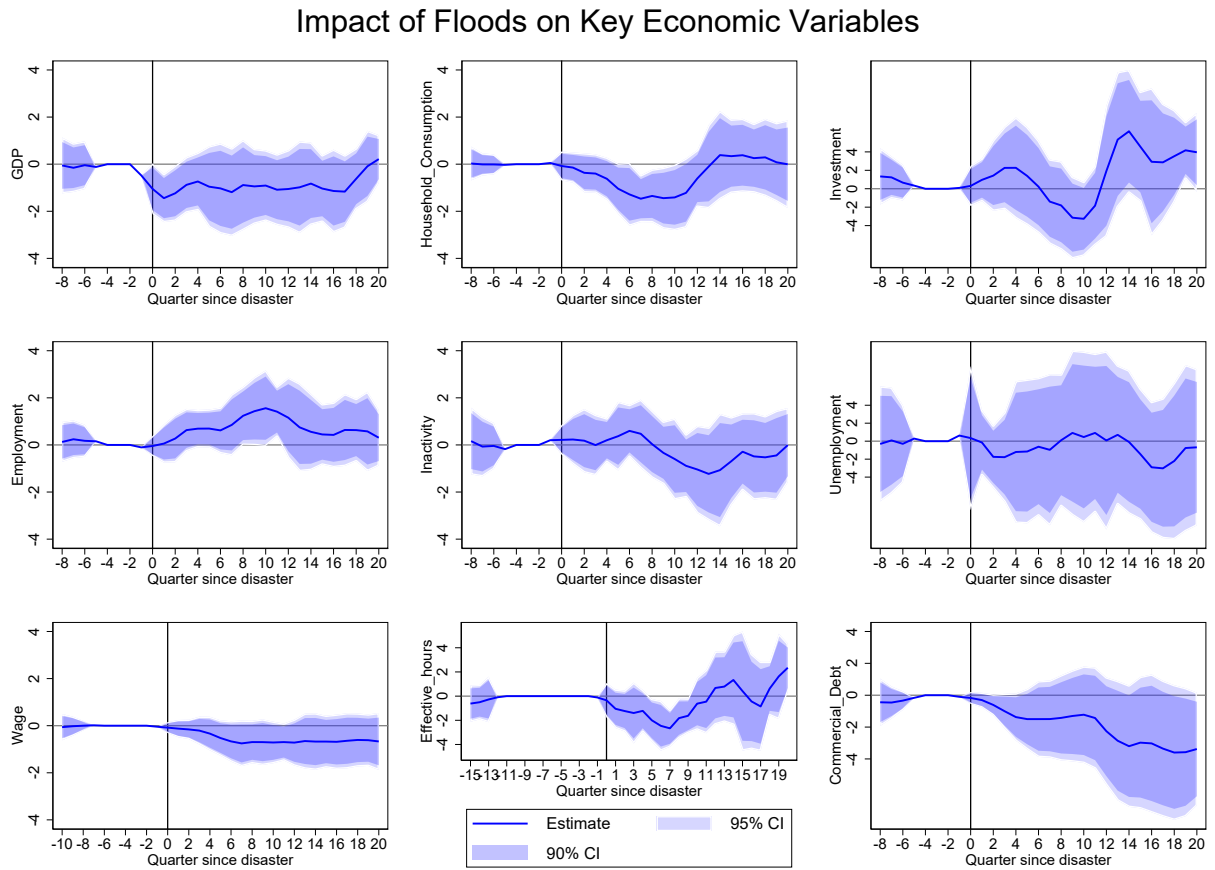 Impact of Floods on Key Economic Variables
GDP
4
2
0
-2
-4
-8 -6 -4 -2 0 2 4 6 8 10 12 14 16 18 20
Quarter since disaster
Household_Consumption
4
2
0
-2
-4
-8 -6 -4 -2 0 2 4 6 8 10 12 14 16 18 20
Quarter since disaster
Investment
4
2
0
-2
-4
-8 -6 -4 -2 0 2 4 6 8 10 12 14 16 18 20
Quarter since disaster
Employment
4
2
0
-2
-4
-8 -6 -4 -2 0 2 4 6 8 10 12 14 16 18 20
Quarter since disaster
Inactivity
4
2
0
-2
-4
-8 -6 -4 -2 0 2 4 6 8 10 12 14 16 18 20
Quarter since disaster
Unemployment
4
2
0
-2
-4
-8 -6 -4 -2 0 2 4 6 8 10 12 14 16 18 20
Quarter since disaster
Wage
4
2
0
-2
-4
-10 -8 -6 -4 -2 0 2 4 6 8 10 12 14 16 18 20
Quarter since disaster
Effective_hours
4
2
0
-2
-4
-15 -13 -11 -9 -7 -5 -3 -1 1 3 5 7 9 11 13 15 17 19
Quarter since disaster
Commercial_Debt
4
2
0
-2
-4
-8 -6 -4 -2 0 2 4 6 8 10 12 14 16 18 20
Quarter since disaster
Estimate 95% CI
90% CI